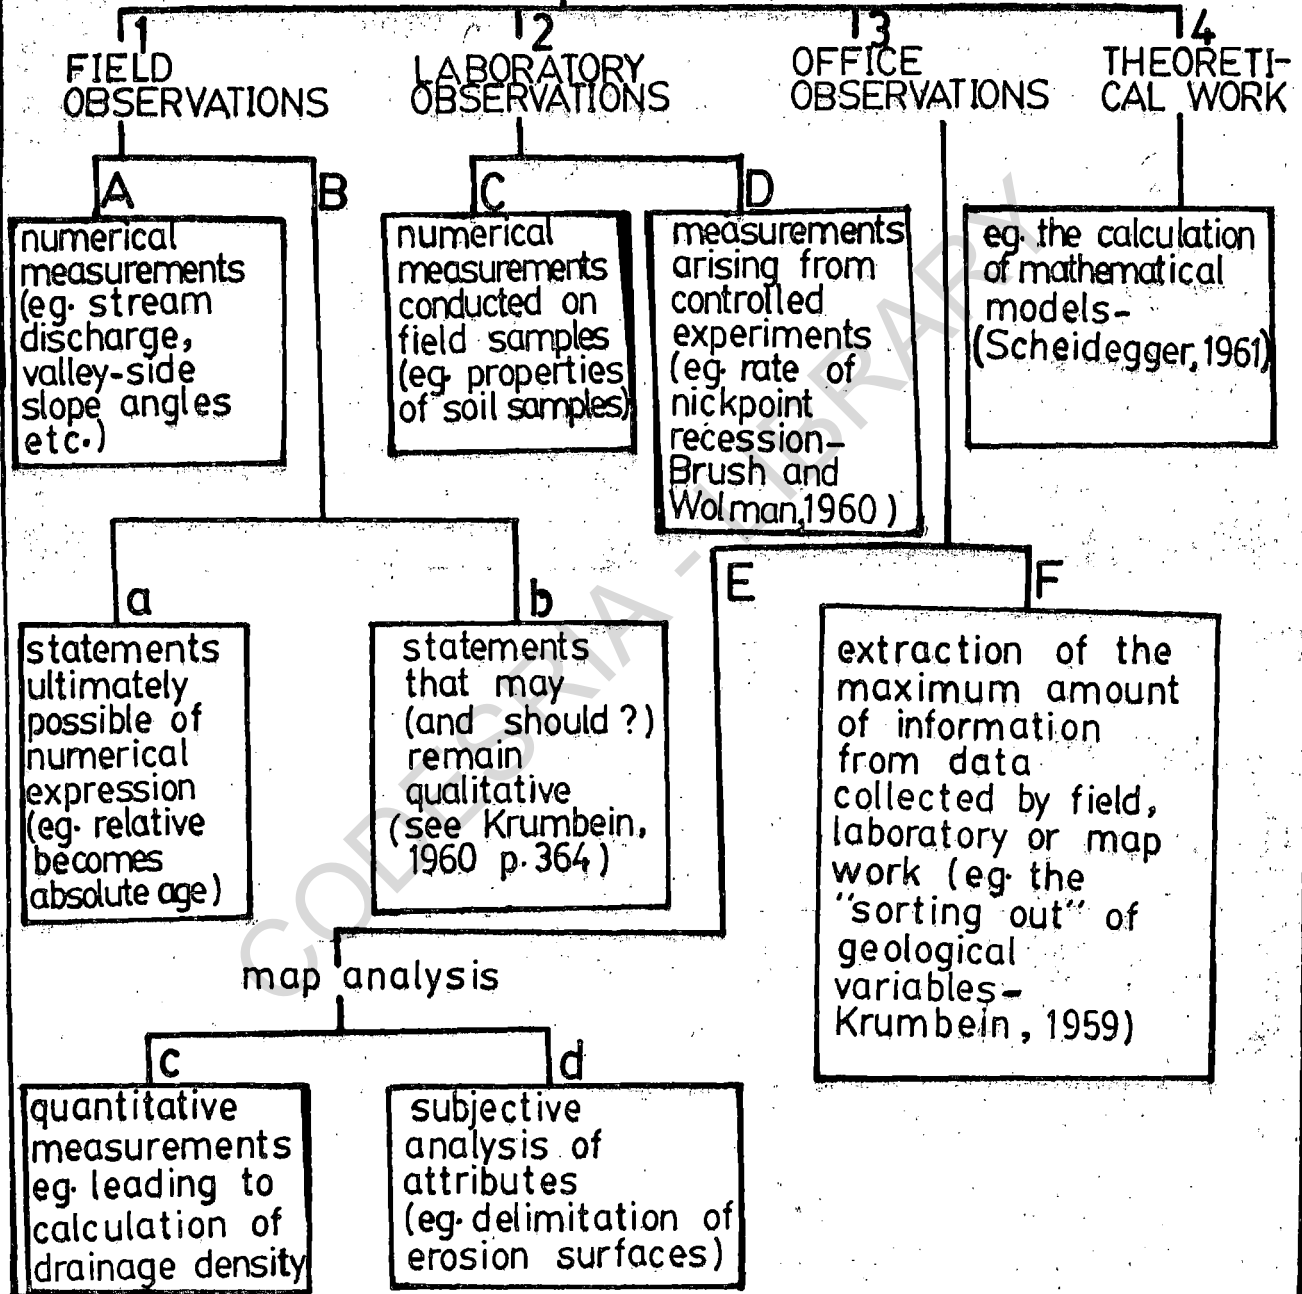 1
FIELD
OBSERVATIONS
2
LABORATORY
OBSERVATIONS
3
OFFICE
OBSERVATIONS
4
THEORETI-
CAL WORK
A
numerical
measurements
(eg. stream
discharge,
valley-side
slope angles
etc.)
B
C
numerical
measurements
conducted on
field samples
(eg. properties
of soil samples)
D
measurements
arising from
controlled
experiments
(eg. rate of
nickpoint
recession-
Brush and
Wolman, 1960)
eg. the calculation
of mathematical
models-
(Scheidegger, 1961)
a
statements
ultimately
possible of
numerical
expression
(eg. relative
becomes
absolute age)
b
statements
that may
(and should?)
remain
qualitative
(see Krumbein,
1960 p. 364)
E
F
extraction of the
maximum amount
of information
from data
collected by field,
laboratory or map
work (eg. the
"sorting out" of
geological
variables-
Krumbein, 1959)
map analysis
c
quantitative
measurements
eg. leading to
calculation of
drainage density
d
subjective
analysis of
attributes
(eg. delimitation of
erosion surfaces)
CODESRIA - LIBRARY